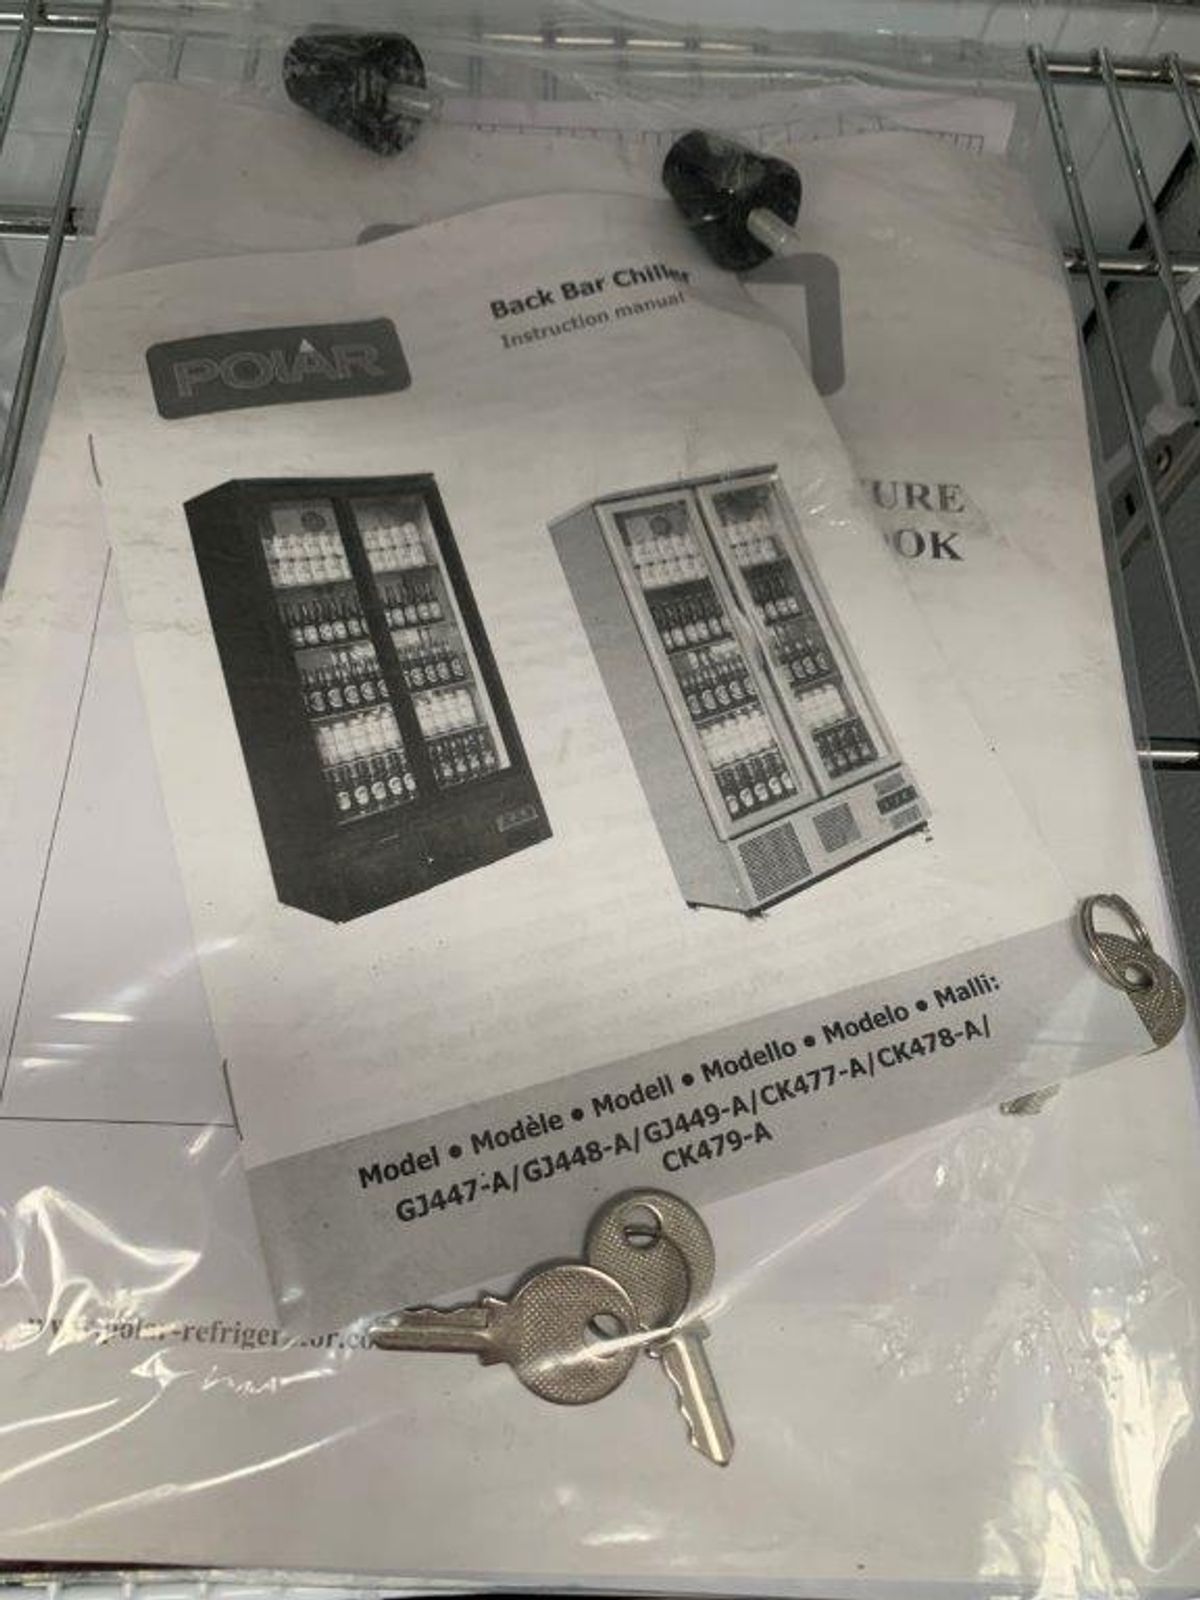 Back Bar Chiller
Instruction manual
POLAR
URE
OK
Model • Modèle • Modell • Modello • Modelo • Malli:
GJ447-A/GJ448-A/GJ449-A/CK477-A/CK478-A/
CK479-A